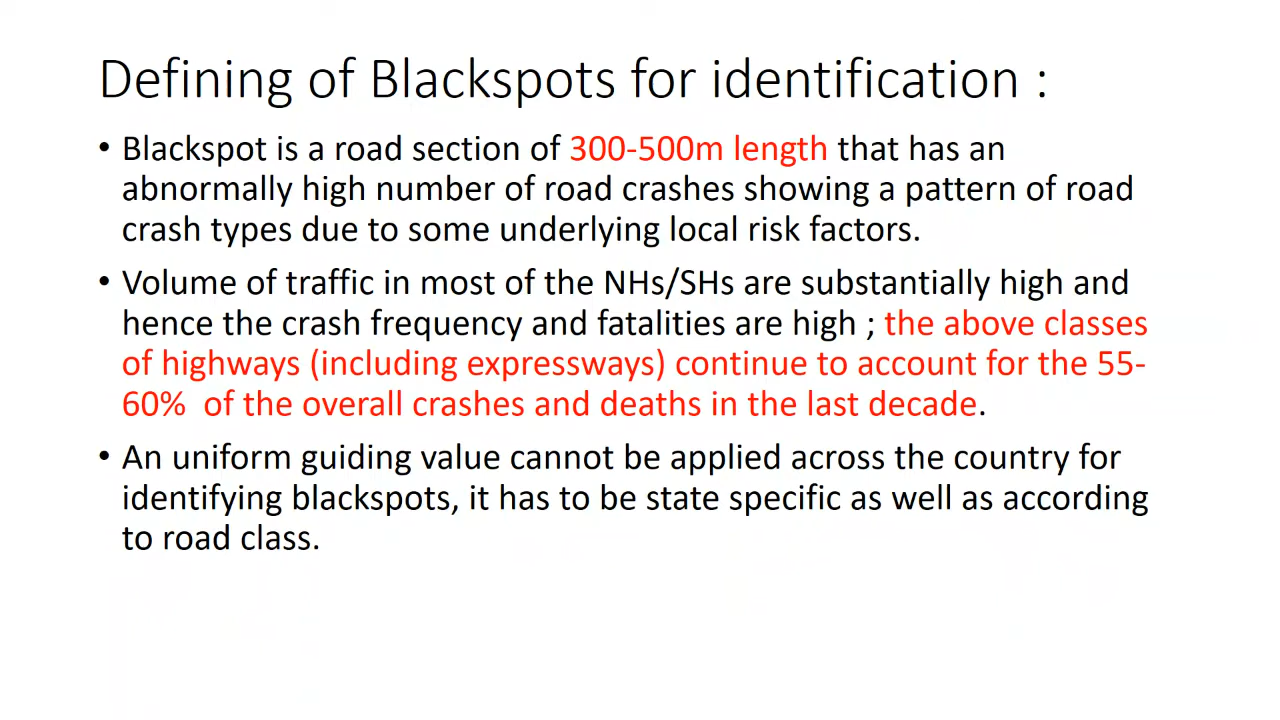 Defining of Blackspots for identification :
• Blackspot is a road section of 300-500m length that has an
abnormally high number of road crashes showing a pattern of road
crash types due to some underlying local risk factors.
• Volume of traffic in most of the NHs/SHs are substantially high and
hence the crash frequency and fatalities are high ; the above classes
of highways (including expressways) continue to account for the 55-
60%  of the overall crashes and deaths in the last decade.
• An uniform guiding value cannot be applied across the country for
identifying blackspots, it has to be state specific as well as according
to road class.